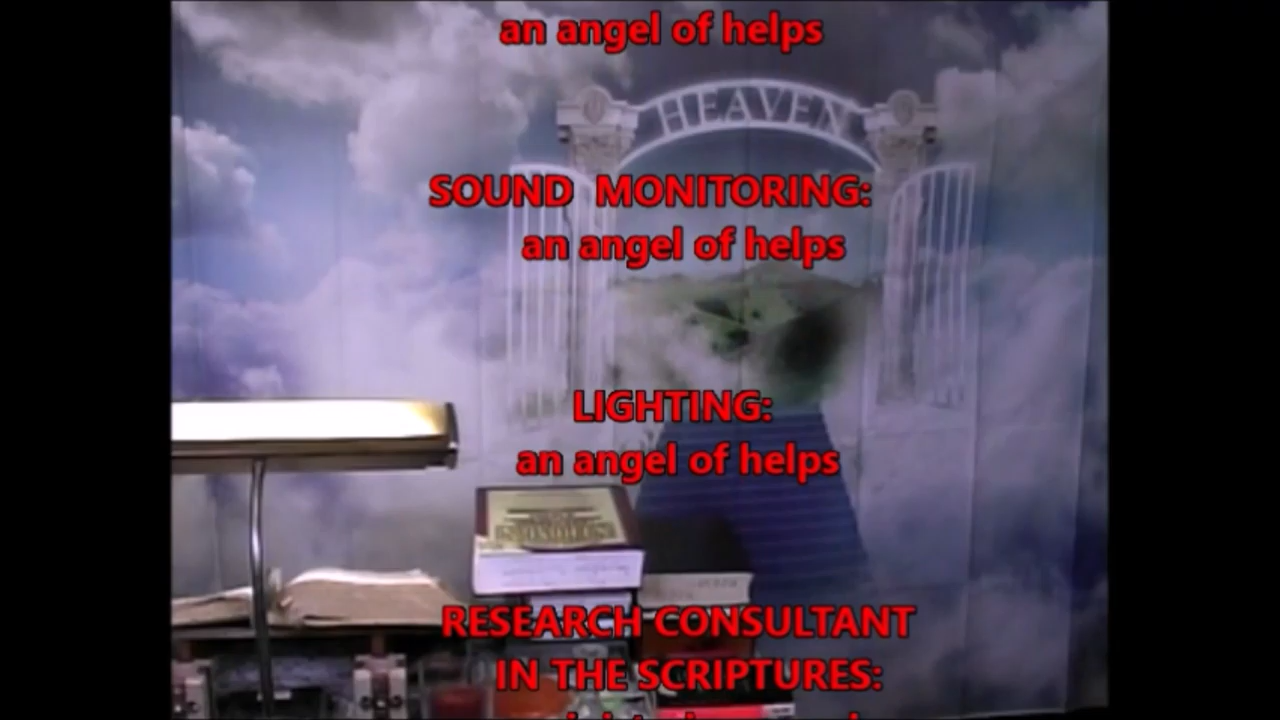 an angel of helps
HEAVEN
SOUND MONITORING:
an angel of helps
LIGHTING:
an angel of helps
RESEARCH CONSULTANT
IN THE SCRIPTURES: